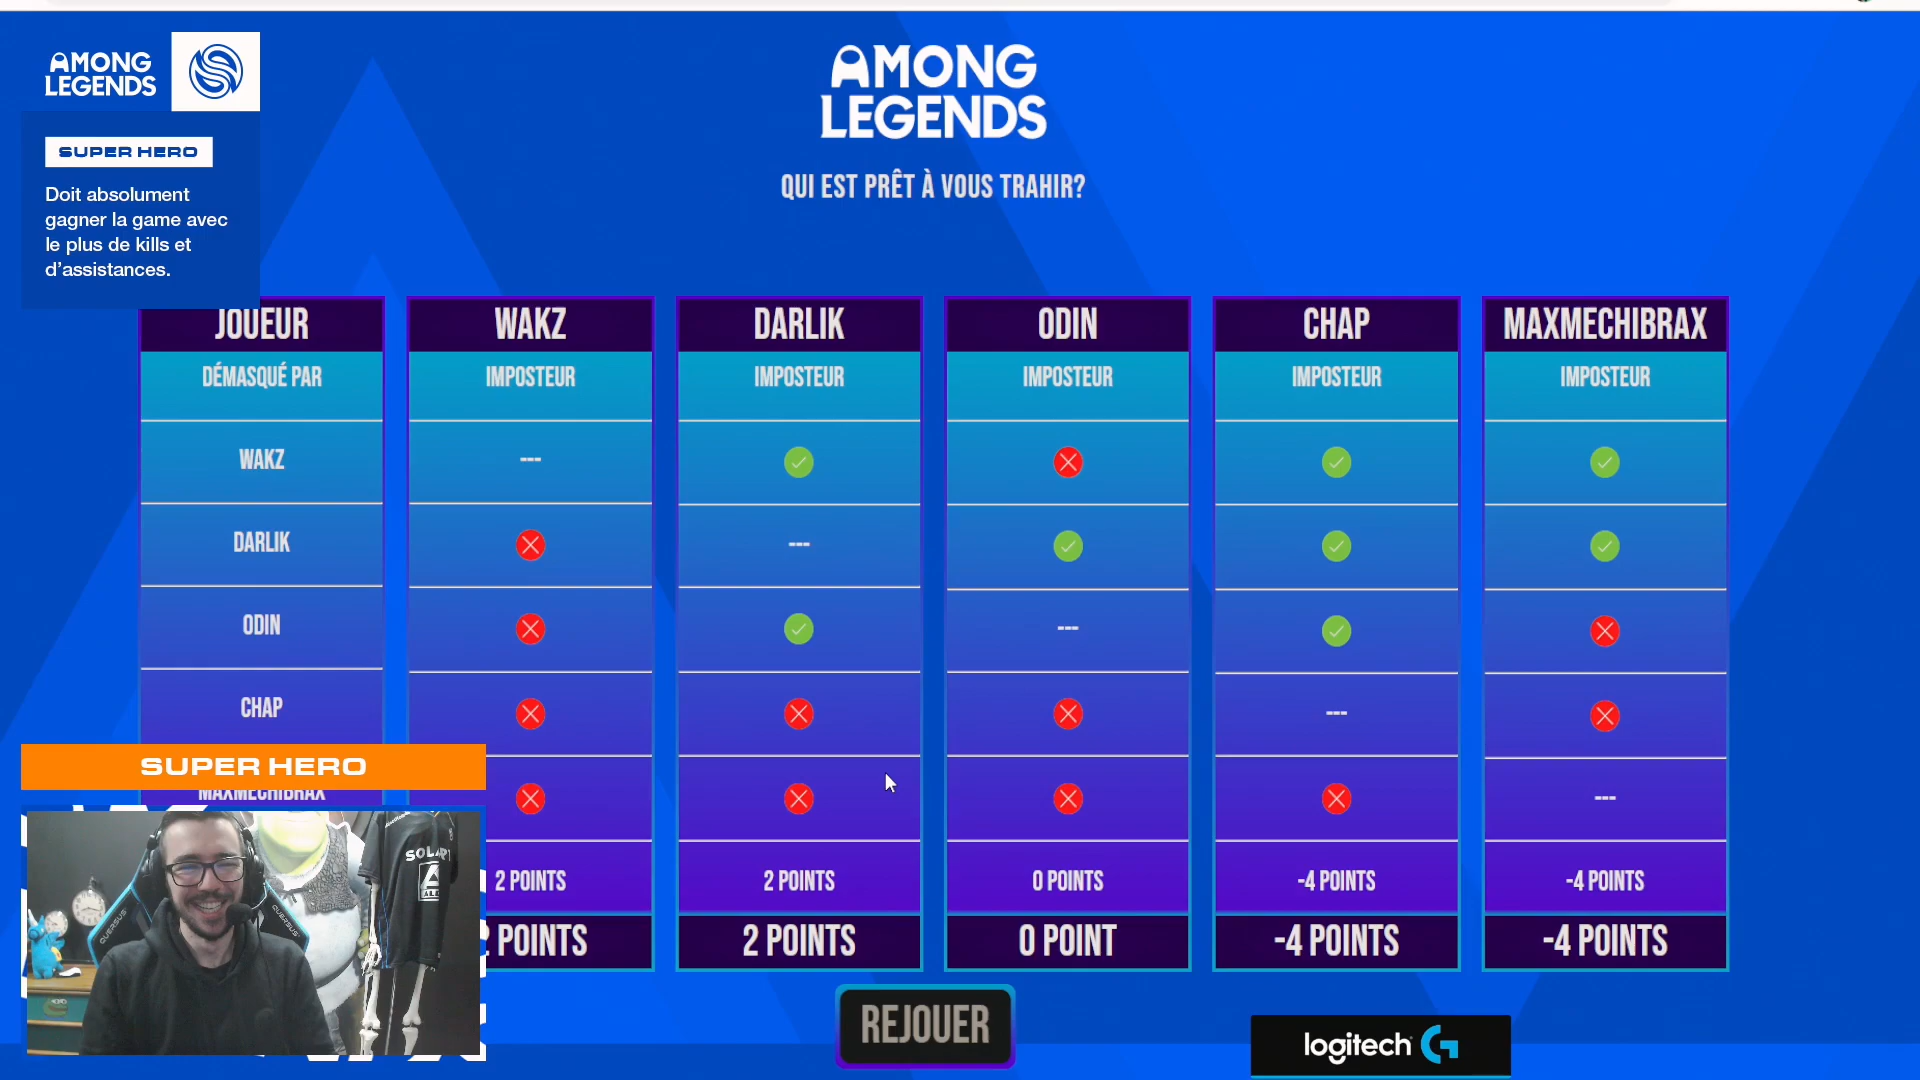 AMONG
LEGENDS
SUPER HERO
Doit absolument
gagner la game avec
le plus de kills et
d’assistances.
AMONG
LEGENDS
QUI EST PRÊT À VOUS TRAHIR?
JOUEUR WAKZ DARLIK ODIN CHAP MAXMECHIBRAX
DÉMASQUÉ PAR IMPOSTEUR IMPOSTEUR IMPOSTEUR IMPOSTEUR IMPOSTEUR
WAKZ ---
DARLIK ---
ODIN ---
CHAP ---
MAXMECHIBRAX ---
2 POINTS 2 POINTS 0 POINTS -4 POINTS -4 POINTS
POINTS 2 POINTS 0 POINT -4 POINTS -4 POINTS
SUPER HERO
QUERSUS
QUERSUS
REJOUER
logitech G